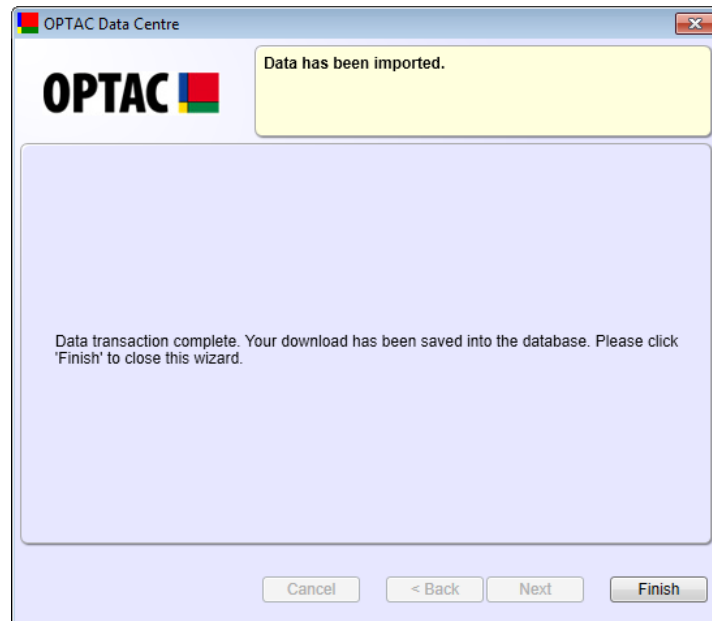 OPTAC Data Centre
OPTAC
Data has been imported.
Data transaction complete. Your download has been saved into the database. Please click
'Finish' to close this wizard.
Cancel
< Back
Next
Finish